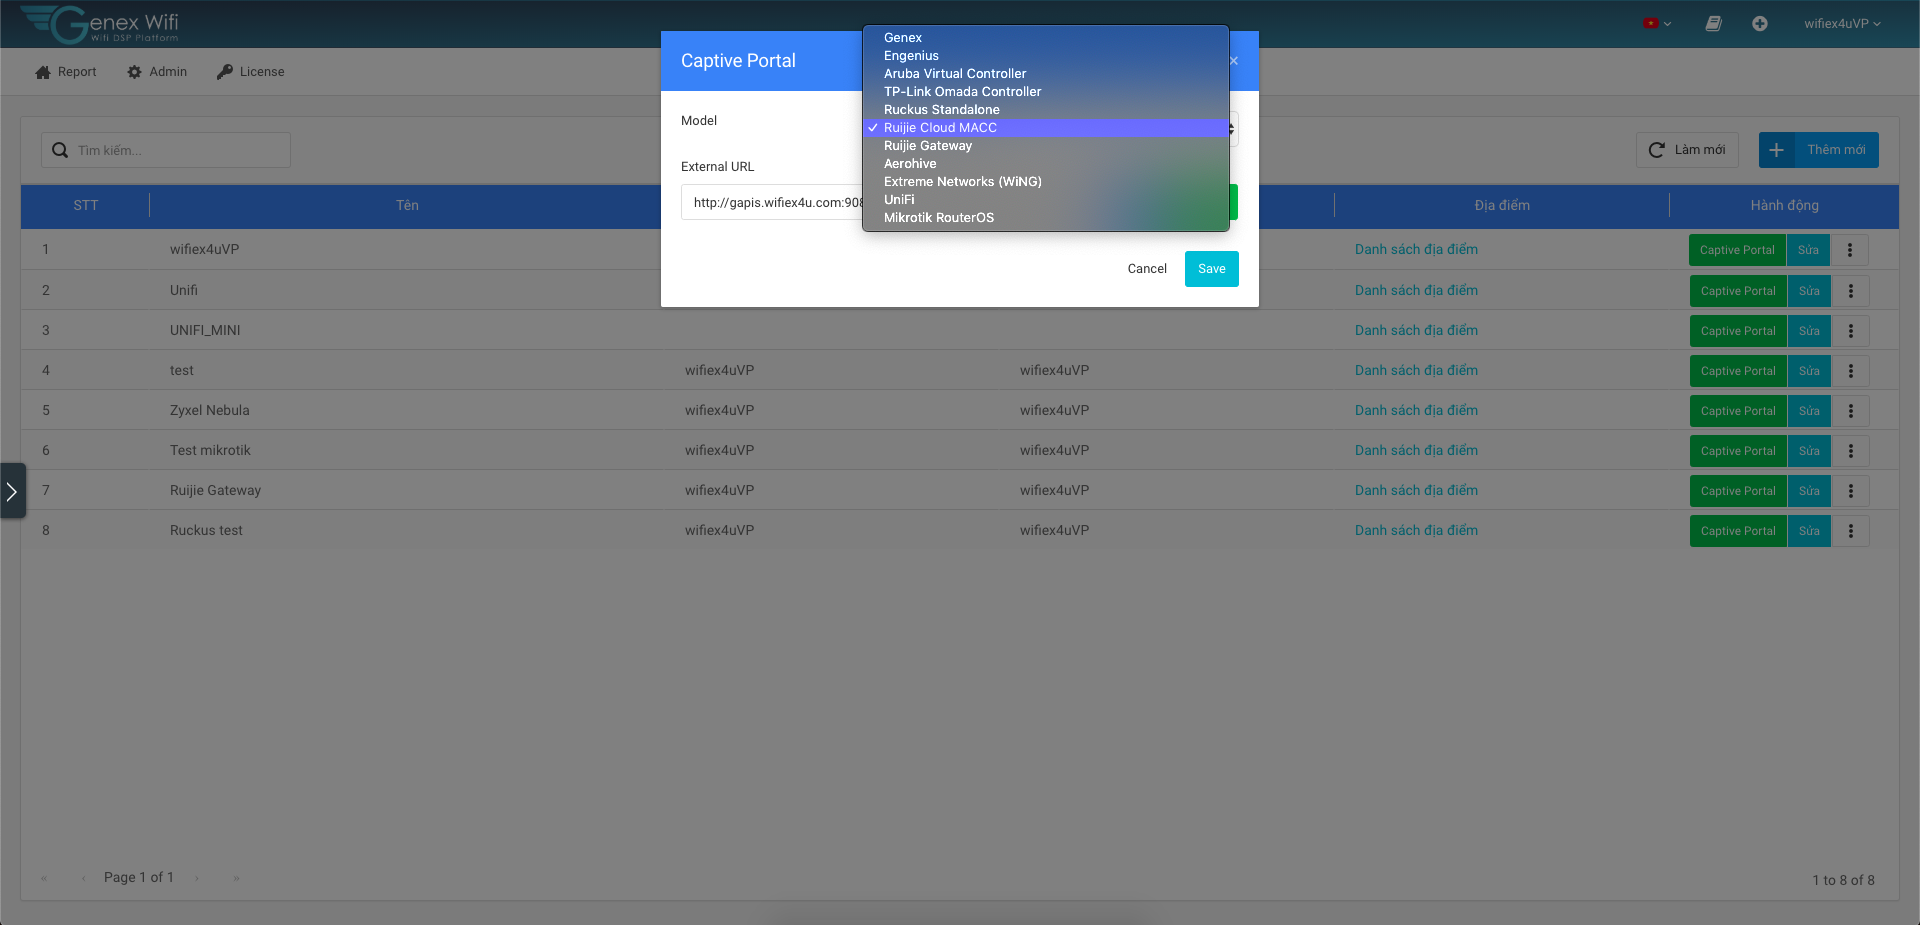 Genex Wifi
Wifi DSP Platform
wifiex4uVP
Report
Admin
License
Captive Portal
×
Model
Genex
Engenius
Aruba Virtual Controller
TP-Link Omada Controller
Ruckus Standalone
✓ Ruijie Cloud MACC
Ruijie Gateway
Aerohive
Extreme Networks (WiNG)
UniFi
Mikrotik RouterOS
External URL
http://gapis.wifiex4u.com:908
Cancel
Save
Tìm kiếm...
Làm mới
Thêm mới
STT Tên Địa điểm Hành động
1 wifiex4uVP Danh sách địa điểm Captive Portal Sửa
2 Unifi Danh sách địa điểm Captive Portal Sửa
3 UNIFI_MINI Danh sách địa điểm Captive Portal Sửa
4 test wifiex4uVP wifiex4uVP Danh sách địa điểm Captive Portal Sửa
5 Zyxel Nebula wifiex4uVP wifiex4uVP Danh sách địa điểm Captive Portal Sửa
6 Test mikrotik wifiex4uVP wifiex4uVP Danh sách địa điểm Captive Portal Sửa
7 Ruijie Gateway wifiex4uVP wifiex4uVP Danh sách địa điểm Captive Portal Sửa
8 Ruckus test wifiex4uVP wifiex4uVP Danh sách địa điểm Captive Portal Sửa
« ‹ Page 1 of 1 › »
1 to 8 of 8